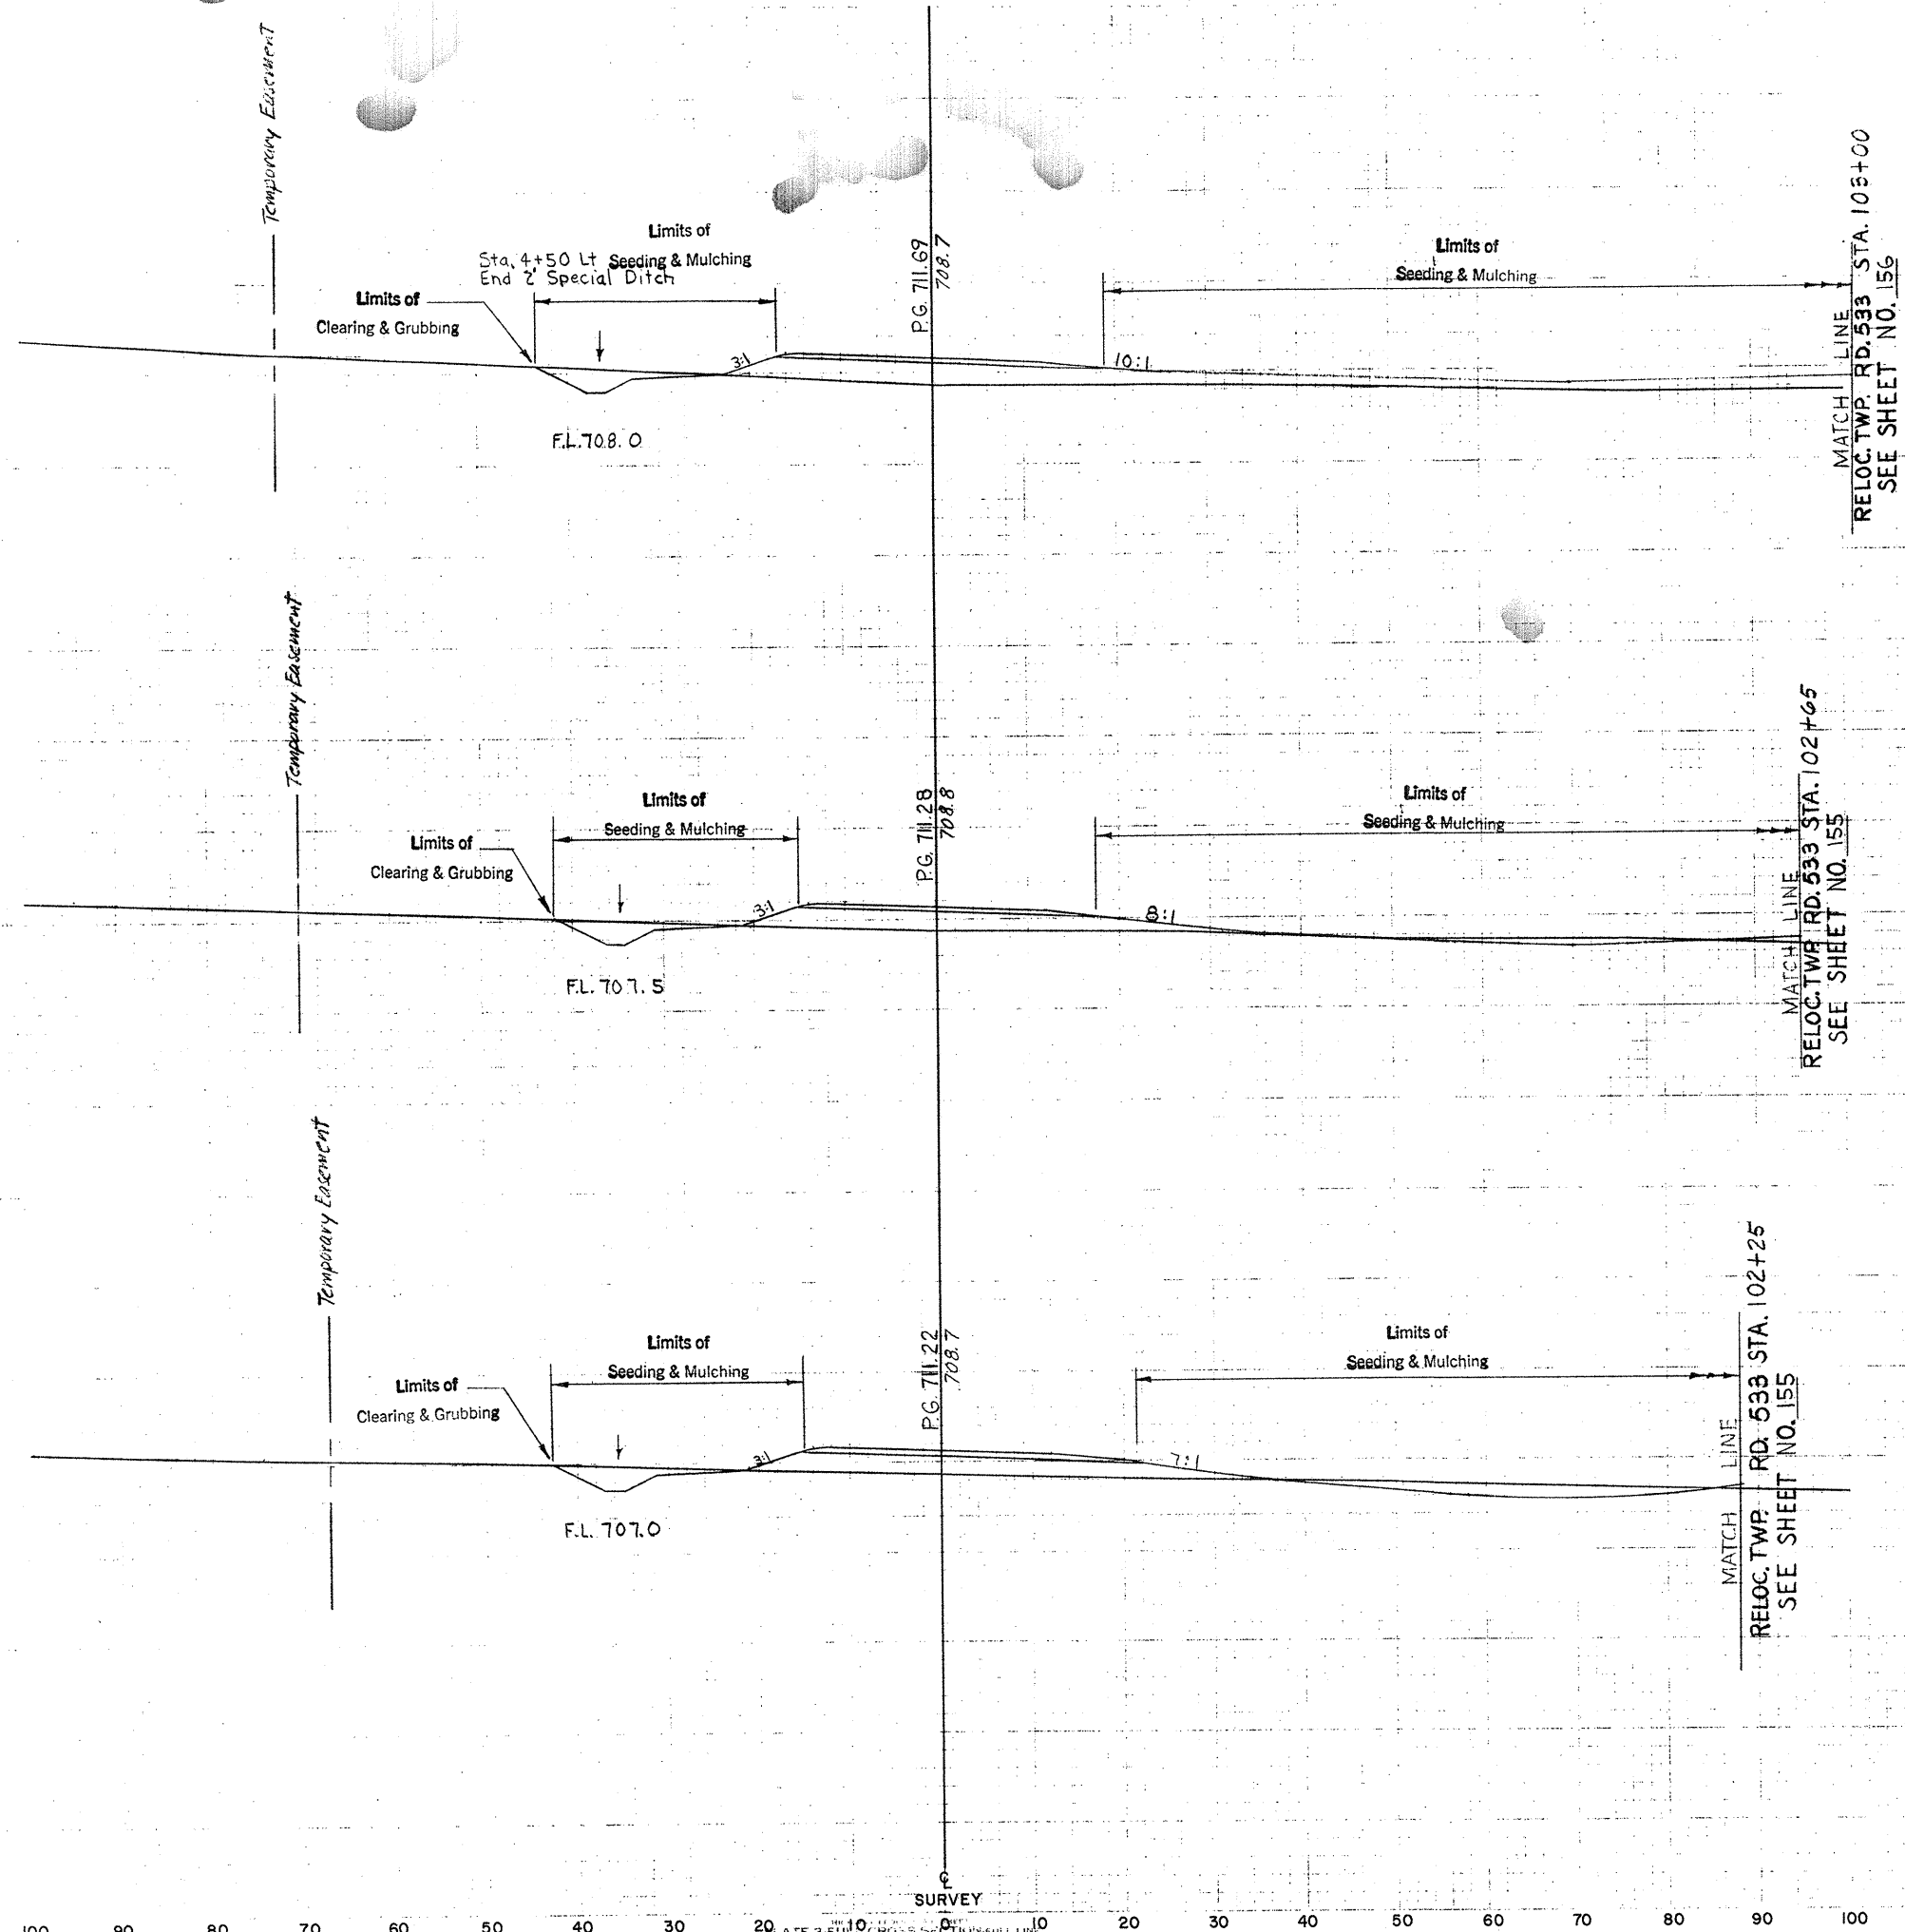 Temporary Easement
Limits of
Seeding & Mulching
Sta. 4+50 Lt
End 2' Special Ditch
Limits of
Clearing & Grubbing
3:1
P.G. 711.69
708.7
Limits of
Seeding & Mulching
10:1
F.L. 708.0
MATCH LINE
RELOC. TWP. RD. 533 STA. 103+00
SEE SHEET NO. 156
Temporary Easement
Limits of
Seeding & Mulching
Limits of
Clearing & Grubbing
3:1
P.G. 711.28
708.8
Limits of
Seeding & Mulching
8:1
F.L. 707.5
MATCH LINE
RELOC. TWP. RD. 533 STA. 102+65
SEE SHEET NO. 155
Temporary Easement
Limits of
Seeding & Mulching
Limits of
Clearing & Grubbing
3:1
P.G. 711.22
708.7
Limits of
Seeding & Mulching
7:1
F.L. 707.0
MATCH LINE
RELOC. TWP. RD. 533 STA. 102+25
SEE SHEET NO. 155
℄
SURVEY
100 90 80 70 60 50 40 30 20 10 0 10 20 30 40 50 60 70 80 90 100